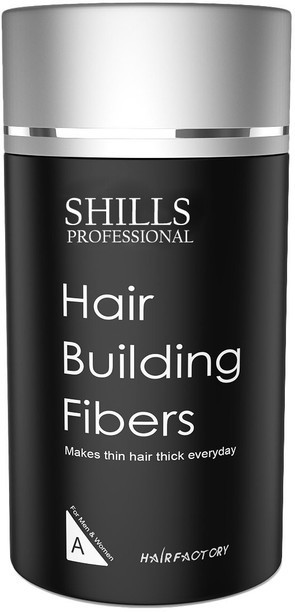 SHILLS
PROFESSIONAL
Hair
Building
Fibers
Makes thin hair thick everyday
For Men & Women
A
HAIRFACTORY